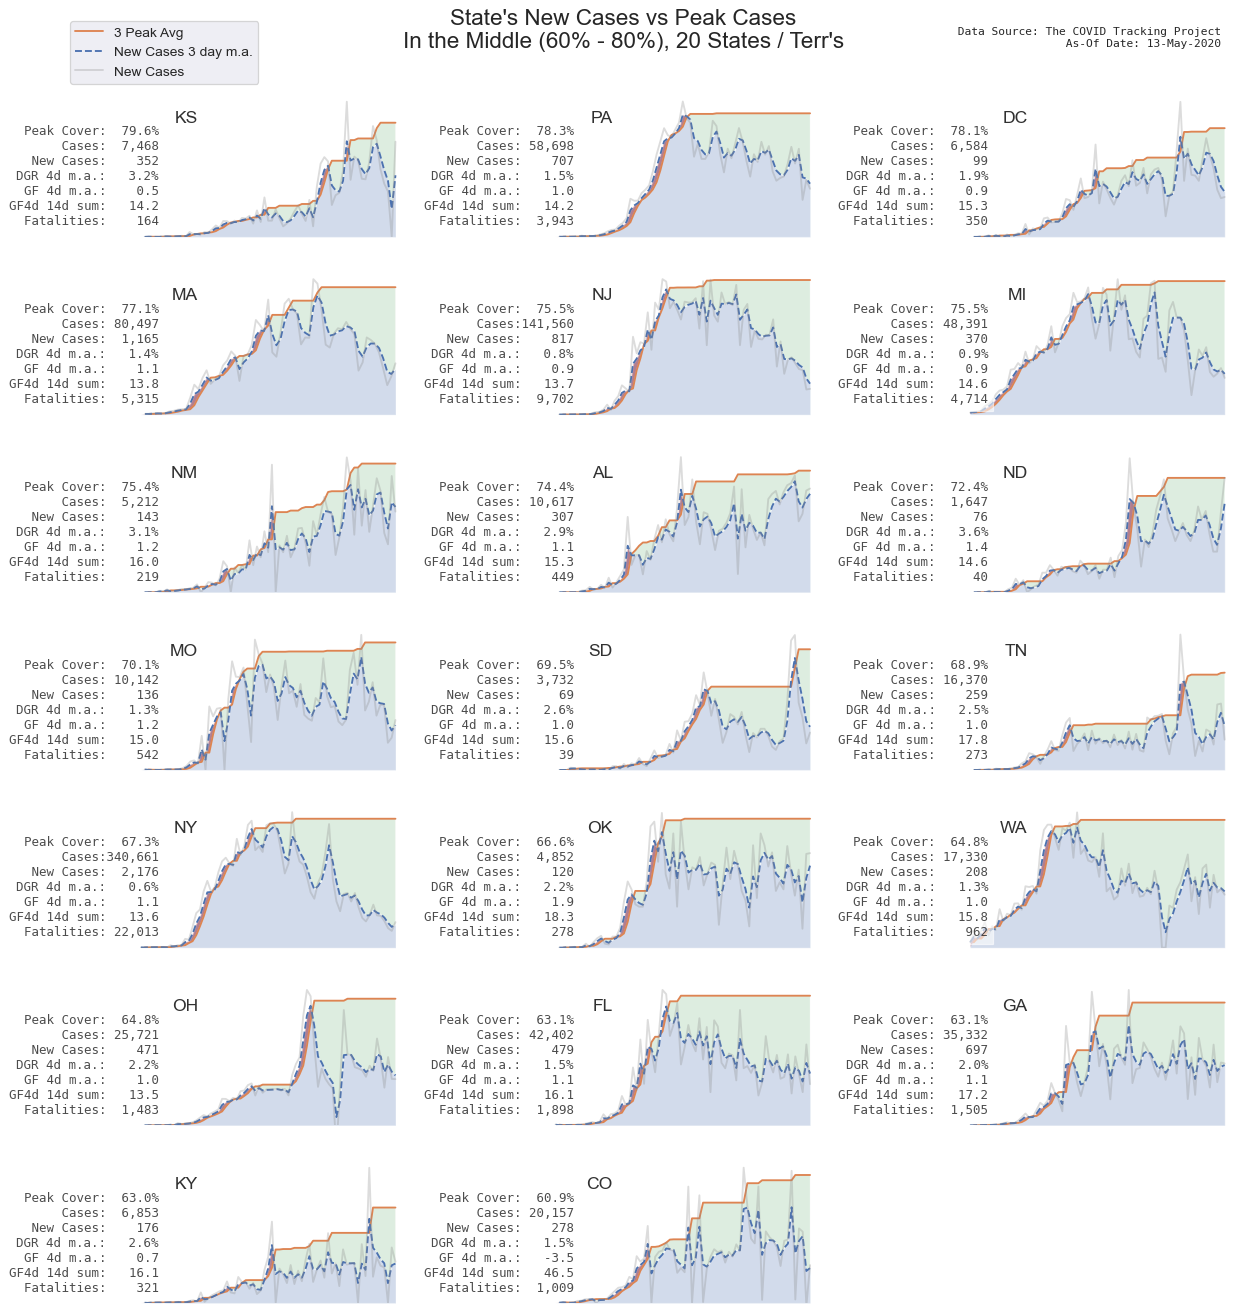 State's New Cases vs Peak Cases
In the Middle (60% - 80%), 20 States / Terr's
3 Peak Avg
New Cases 3 day m.a.
New Cases
Data Source: The COVID Tracking Project
As-Of Date: 13-May-2020
KS
Peak Cover: 79.6%
Cases: 7,468
New Cases: 352
DGR 4d m.a.: 3.2%
GF 4d m.a.: 0.5
GF4d 14d sum: 14.2
Fatalities: 164
PA
Peak Cover: 78.3%
Cases: 58,698
New Cases: 707
DGR 4d m.a.: 1.5%
GF 4d m.a.: 1.0
GF4d 14d sum: 14.2
Fatalities: 3,943
DC
Peak Cover: 78.1%
Cases: 6,584
New Cases: 99
DGR 4d m.a.: 1.9%
GF 4d m.a.: 0.9
GF4d 14d sum: 15.3
Fatalities: 350
MA
Peak Cover: 77.1%
Cases: 80,497
New Cases: 1,165
DGR 4d m.a.: 1.4%
GF 4d m.a.: 1.1
GF4d 14d sum: 13.8
Fatalities: 5,315
NJ
Peak Cover: 75.5%
Cases:141,560
New Cases: 817
DGR 4d m.a.: 0.8%
GF 4d m.a.: 0.9
GF4d 14d sum: 13.7
Fatalities: 9,702
MI
Peak Cover: 75.5%
Cases: 48,391
New Cases: 370
DGR 4d m.a.: 0.9%
GF 4d m.a.: 0.9
GF4d 14d sum: 14.6
Fatalities: 4,714
NM
Peak Cover: 75.4%
Cases: 5,212
New Cases: 143
DGR 4d m.a.: 3.1%
GF 4d m.a.: 1.2
GF4d 14d sum: 16.0
Fatalities: 219
AL
Peak Cover: 74.4%
Cases: 10,617
New Cases: 307
DGR 4d m.a.: 2.9%
GF 4d m.a.: 1.1
GF4d 14d sum: 15.3
Fatalities: 449
ND
Peak Cover: 72.4%
Cases: 1,647
New Cases: 76
DGR 4d m.a.: 3.6%
GF 4d m.a.: 1.4
GF4d 14d sum: 14.6
Fatalities: 40
MO
Peak Cover: 70.1%
Cases: 10,142
New Cases: 136
DGR 4d m.a.: 1.3%
GF 4d m.a.: 1.2
GF4d 14d sum: 15.0
Fatalities: 542
SD
Peak Cover: 69.5%
Cases: 3,732
New Cases: 69
DGR 4d m.a.: 2.6%
GF 4d m.a.: 1.0
GF4d 14d sum: 15.6
Fatalities: 39
TN
Peak Cover: 68.9%
Cases: 16,370
New Cases: 259
DGR 4d m.a.: 2.5%
GF 4d m.a.: 1.0
GF4d 14d sum: 17.8
Fatalities: 273
NY
Peak Cover: 67.3%
Cases:340,661
New Cases: 2,176
DGR 4d m.a.: 0.6%
GF 4d m.a.: 1.1
GF4d 14d sum: 13.6
Fatalities: 22,013
OK
Peak Cover: 66.6%
Cases: 4,852
New Cases: 120
DGR 4d m.a.: 2.2%
GF 4d m.a.: 1.9
GF4d 14d sum: 18.3
Fatalities: 278
WA
Peak Cover: 64.8%
Cases: 17,330
New Cases: 208
DGR 4d m.a.: 1.3%
GF 4d m.a.: 1.0
GF4d 14d sum: 15.8
Fatalities: 962
OH
Peak Cover: 64.8%
Cases: 25,721
New Cases: 471
DGR 4d m.a.: 2.2%
GF 4d m.a.: 1.0
GF4d 14d sum: 13.5
Fatalities: 1,483
FL
Peak Cover: 63.1%
Cases: 42,402
New Cases: 479
DGR 4d m.a.: 1.5%
GF 4d m.a.: 1.1
GF4d 14d sum: 16.1
Fatalities: 1,898
GA
Peak Cover: 63.1%
Cases: 35,332
New Cases: 697
DGR 4d m.a.: 2.0%
GF 4d m.a.: 1.1
GF4d 14d sum: 17.2
Fatalities: 1,505
KY
Peak Cover: 63.0%
Cases: 6,853
New Cases: 176
DGR 4d m.a.: 2.6%
GF 4d m.a.: 0.7
GF4d 14d sum: 16.1
Fatalities: 321
CO
Peak Cover: 60.9%
Cases: 20,157
New Cases: 278
DGR 4d m.a.: 1.5%
GF 4d m.a.: -3.5
GF4d 14d sum: 46.5
Fatalities: 1,009